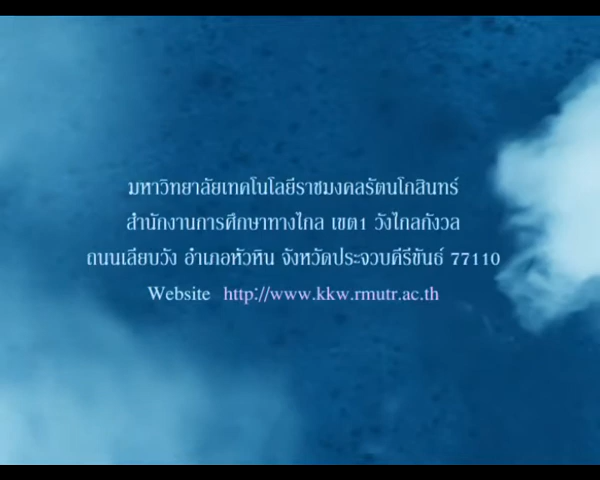 มหาวิทยาลัยเทคโนโลยีราชมงคลรัตนโกสินทร์
สำนักงานการศึกษาทางไกล เขต1 วังไกลกังวล
ถนนเลียบวัง อำเภอหัวหิน จังหวัดประจวบคีรีขันธ์ 77110
Website http://www.kkw.rmutr.ac.th